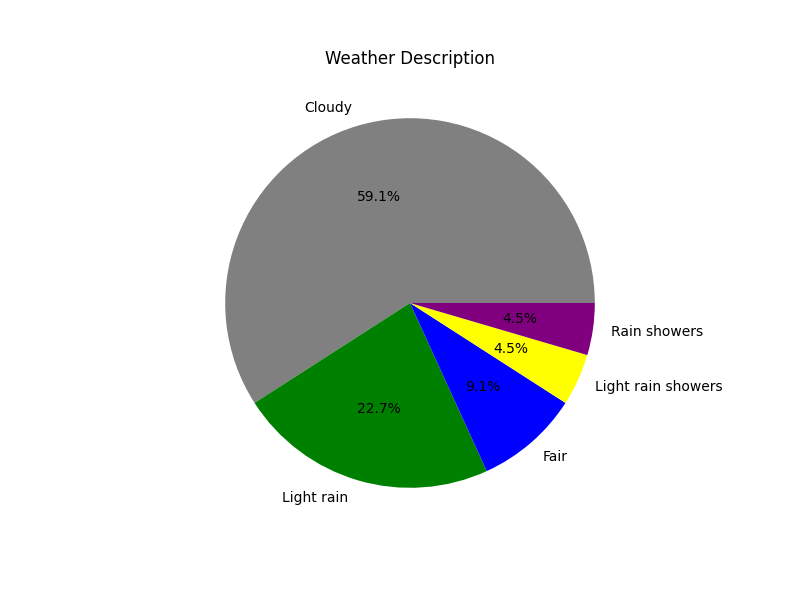 Weather Description
Cloudy
59.1%
4.5%
Rain showers
4.5%
Light rain showers
9.1%
22.7%
Fair
Light rain